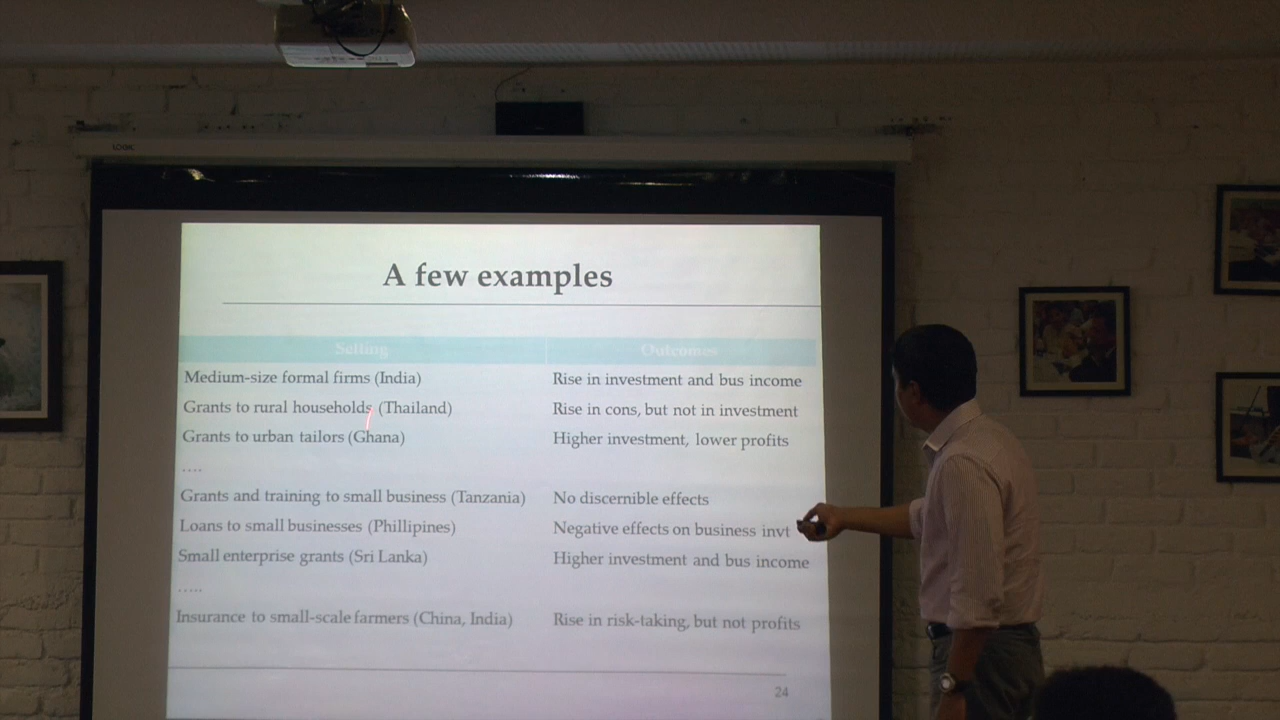 A few examples
Setting Outcomes
Medium-size formal firms (India) Rise in investment and bus income
Grants to rural households (Thailand) Rise in cons, but not in investment
Grants to urban tailors (Ghana) Higher investment, lower profits
....
Grants and training to small business (Tanzania) No discernible effects
Loans to small businesses (Phillipines) Negative effects on business invt
Small enterprise grants (Sri Lanka) Higher investment and bus income
.....
Insurance to small-scale farmers (China, India) Rise in risk-taking, but not profits
24